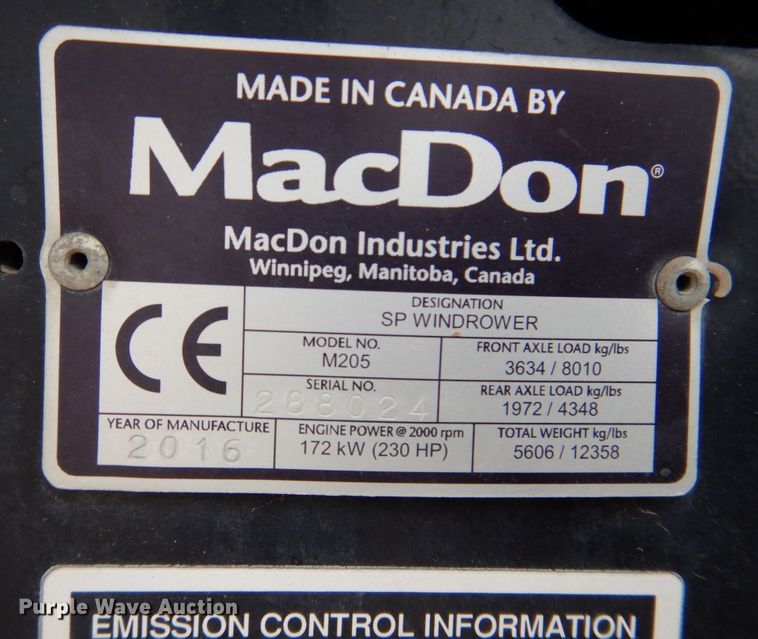 MADE IN CANADA BY
MacDon®
MacDon Industries Ltd.
Winnipeg, Manitoba, Canada
CE
DESIGNATION
SP WINDROWER
MODEL NO.
M205
FRONT AXLE LOAD kg/lbs
3634 / 8010
SERIAL NO.
288024
REAR AXLE LOAD kg/lbs
1972 / 4348
YEAR OF MANUFACTURE
2016
ENGINE POWER @ 2000 rpm
172 kW (230 HP)
TOTAL WEIGHT kg/lbs
5606 / 12358
Purple Wave Auction
EMISSION CONTROL INFORMATION